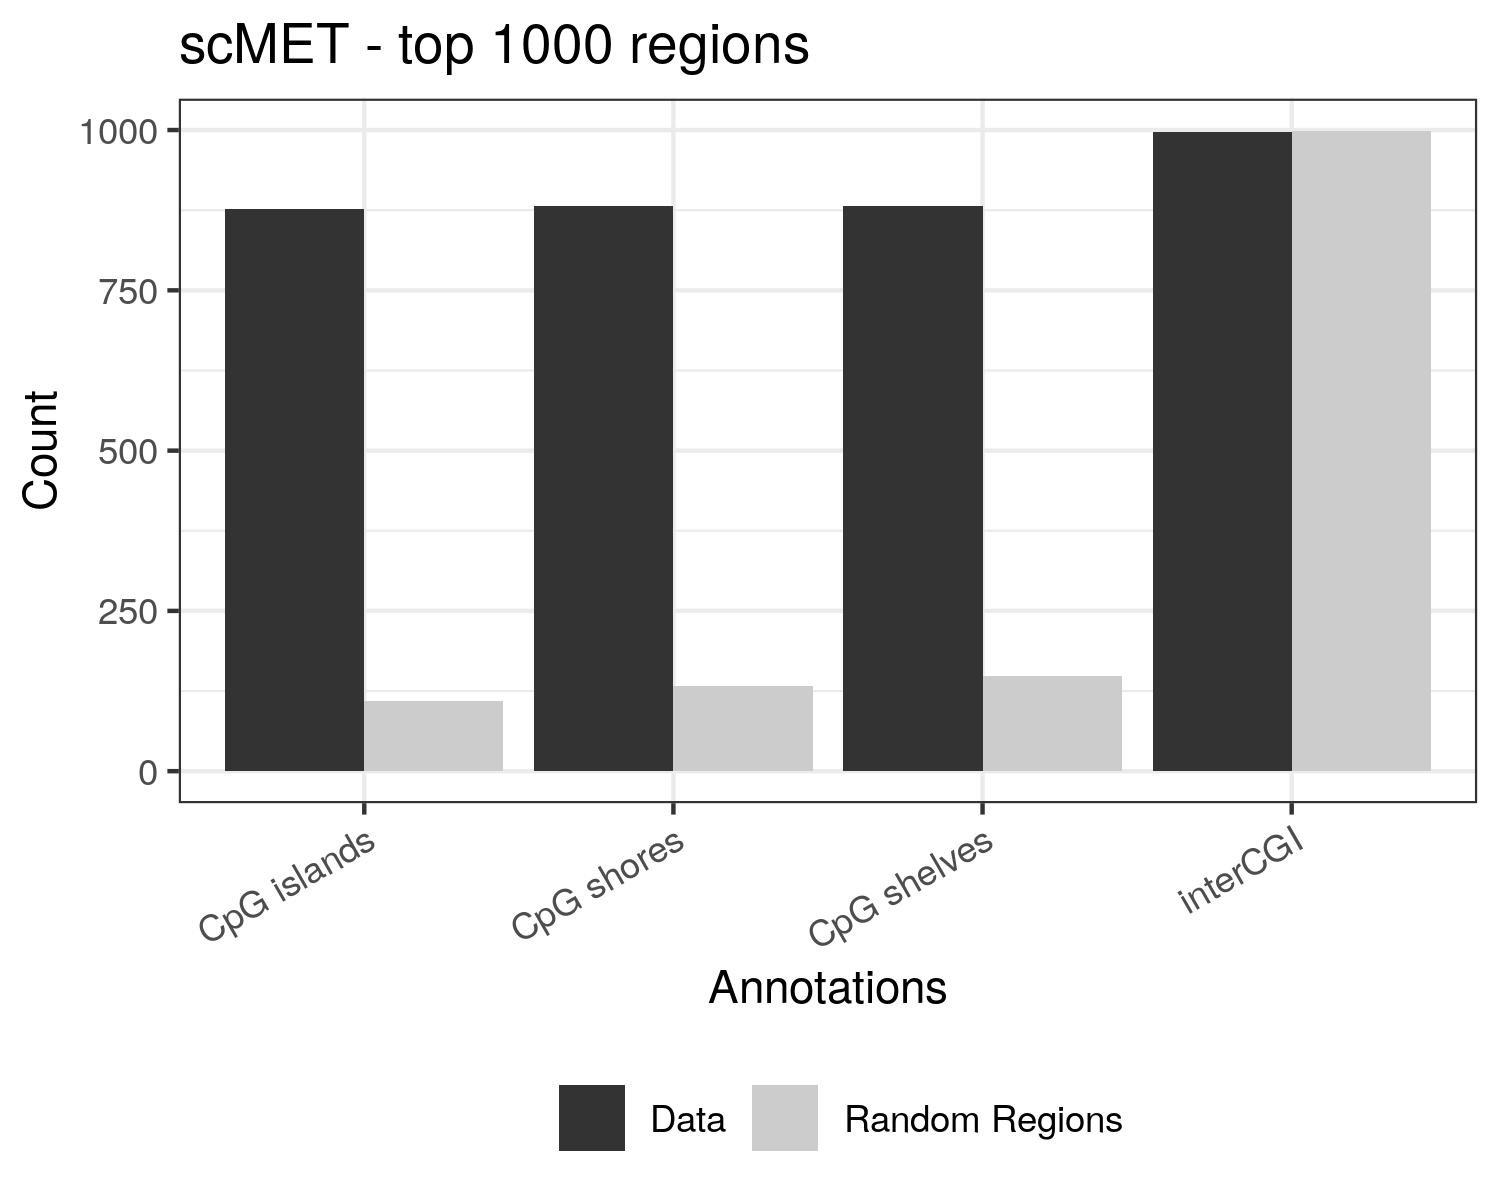 scMET - top 1000 regions
1000
750
500
250
0
Count
CpG islands
CpG shores
CpG shelves
interCGI
Annotations
Data
Random Regions